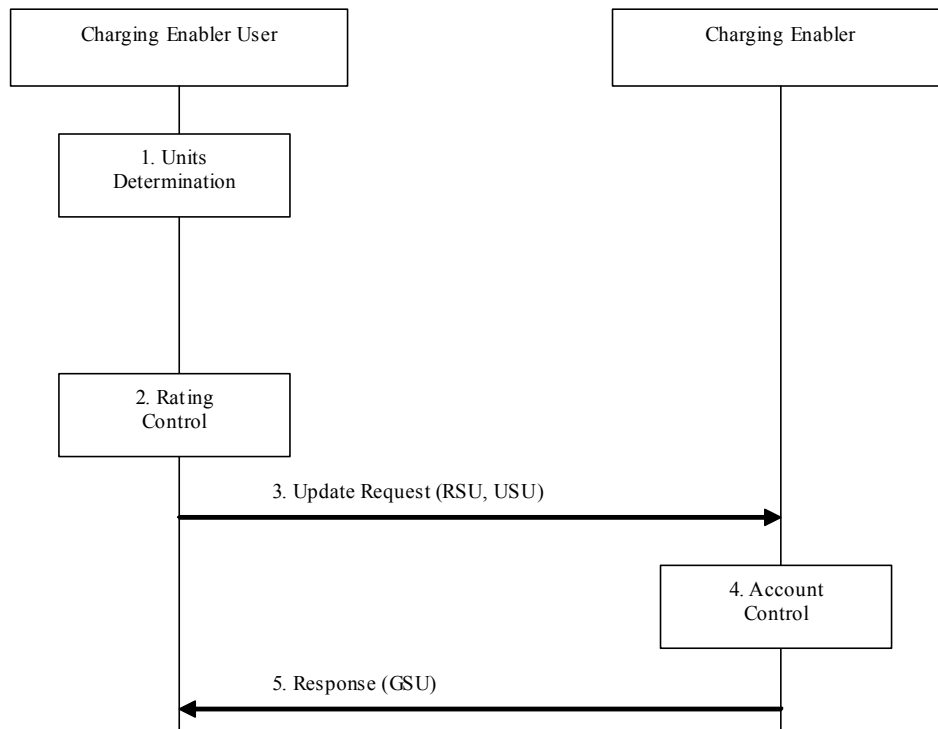 Charging Enabler User
Charging Enabler
1. Units
Determination
2. Rating
Control
3. Update Request (RSU, USU)
4. Account
Control
5. Response (GSU)